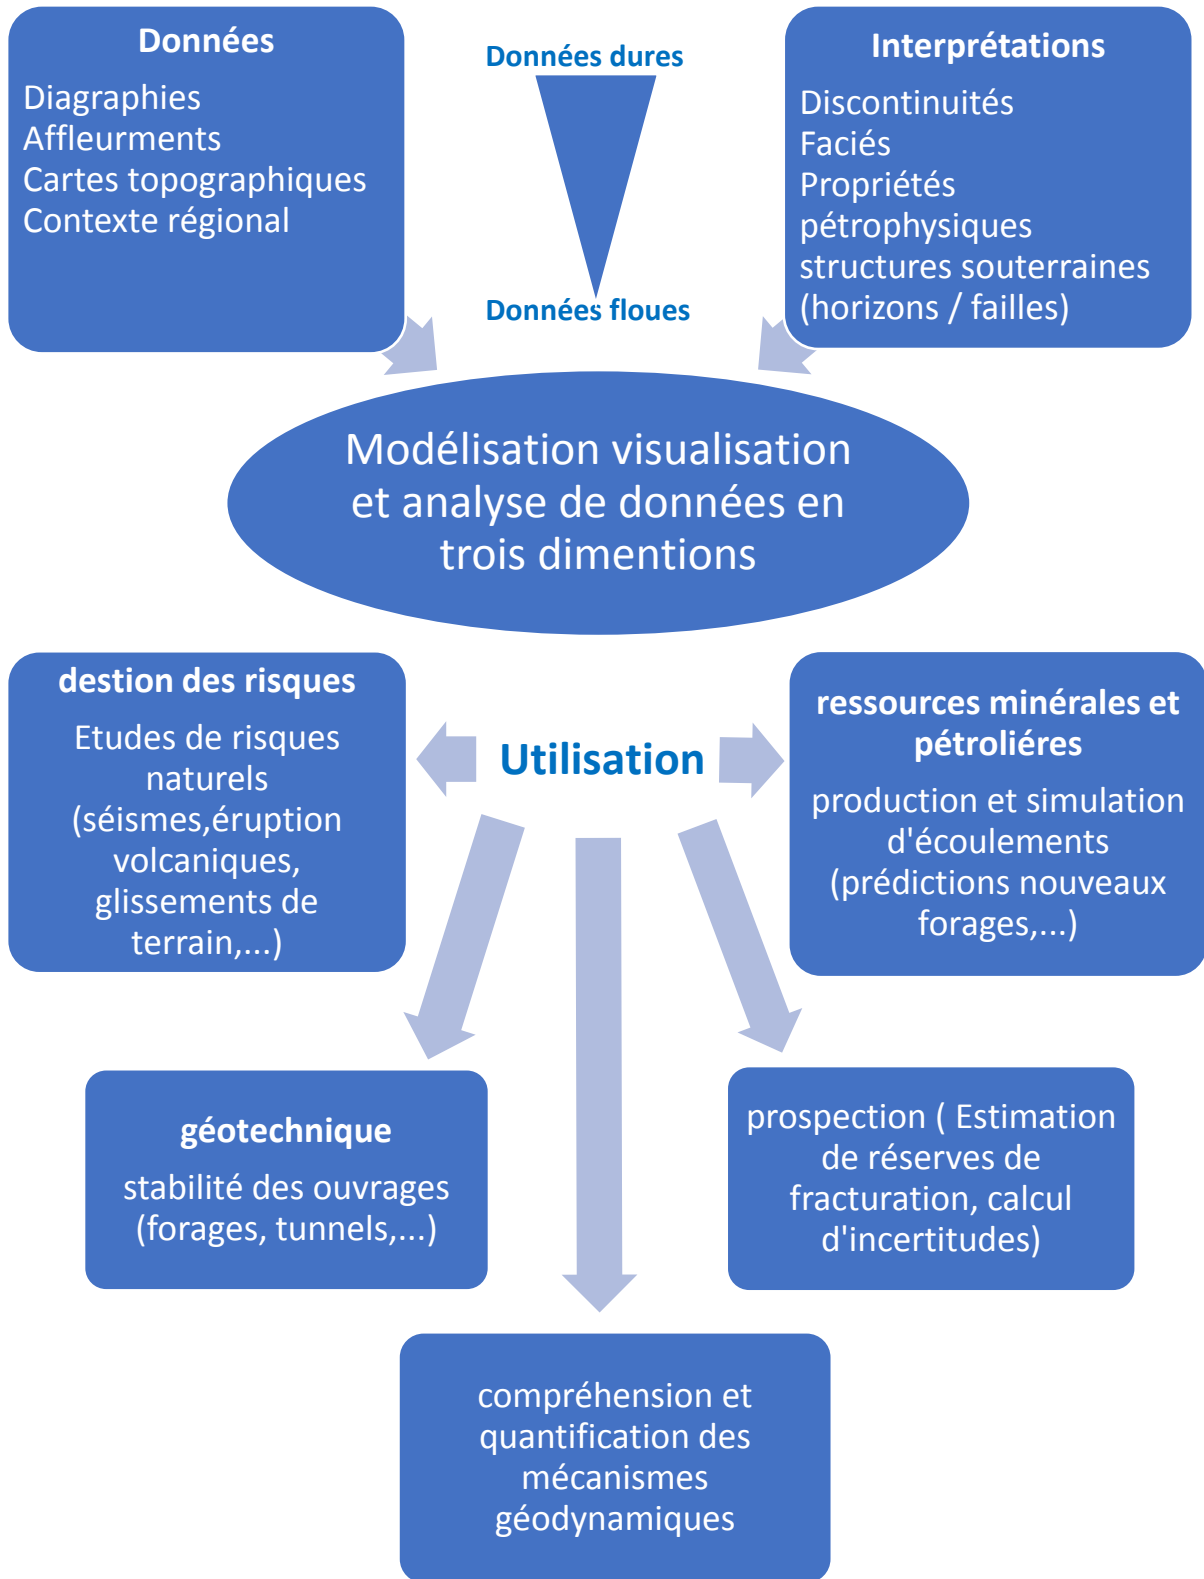 Données
Diagraphies
Affleurments
Cartes topographiques
Contexte régional
Données dures
Données floues
Interprétations
Discontinuités
Faciés
Propriétés
pétrophysiques
structures souterraines
(horizons / failles)
Modélisation visualisation
et analyse de données en
trois dimentions
destion des risques
Etudes de risques
naturels
(séismes,éruption
volcaniques,
glissements de
terrain,...)
Utilisation
ressources minérales et
pétroliéres
production et simulation
d'écoulements
(prédictions nouveaux
forages,...)
géotechnique
stabilité des ouvrages
(forages, tunnels,...)
prospection ( Estimation
de réserves de
fracturation, calcul
d'incertitudes)
compréhension et
quantification des
mécanismes
géodynamiques